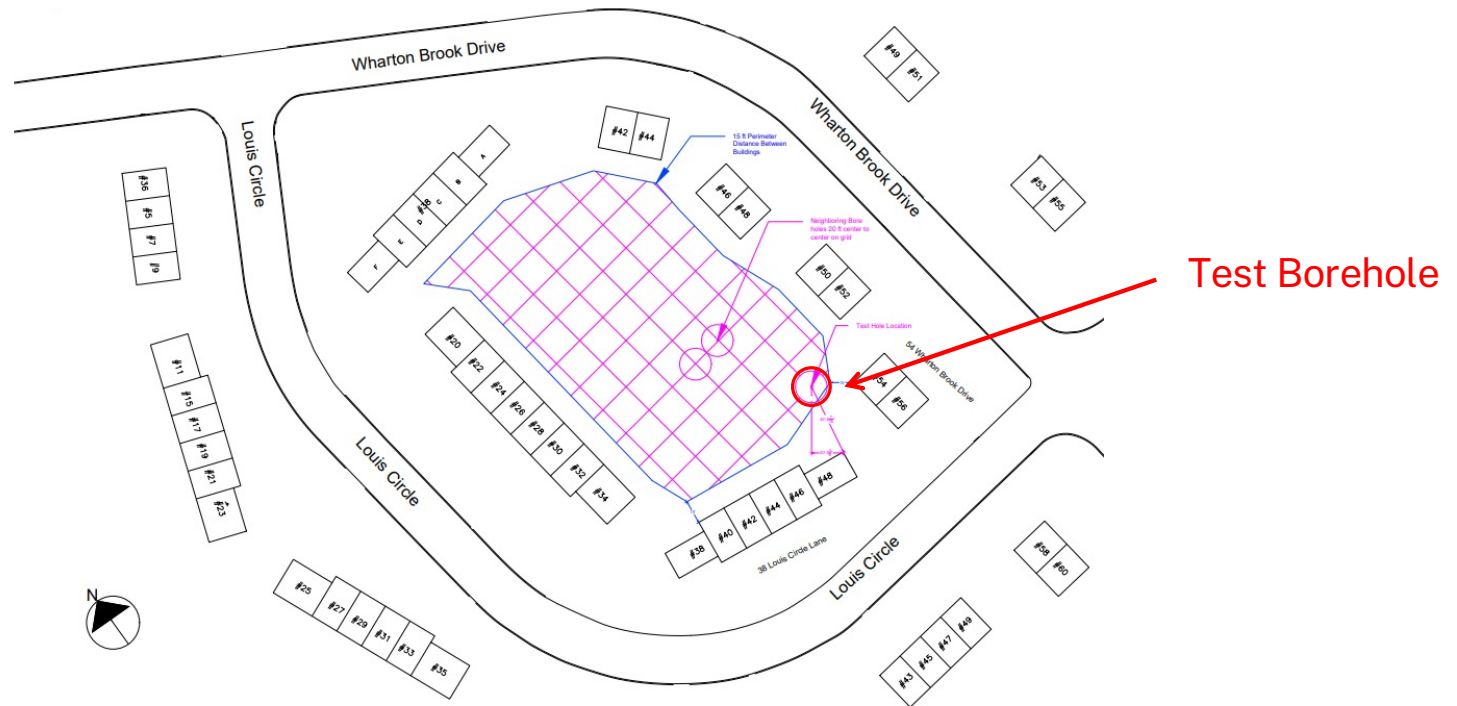 Wharton Brook Drive
#49
#51
#42
#44
Wharton Brook Drive
15 ft Perimeter
Distance Between
Buildings
Louis Circle
A
B
C
#38
D
E
F
#36
#5
#7
#9
#46
#48
#53
#55
Neighboring Bore
holes 20 ft center to
center on grid
Test Borehole
#50
#52
Test Hole Location
54 Wharton Brook Drive
#54
#56
#20
#22
#24
#26
#28
#30
#32
#34
#11
#15
#17
#19
#21
#23
Louis Circle
#38
#40
#42
#44
#46
#48
38 Louis Circle Lane
Louis Circle
#58
#60
N
#25
#27
#29
#31
#33
#35
#43
#45
#47
#49